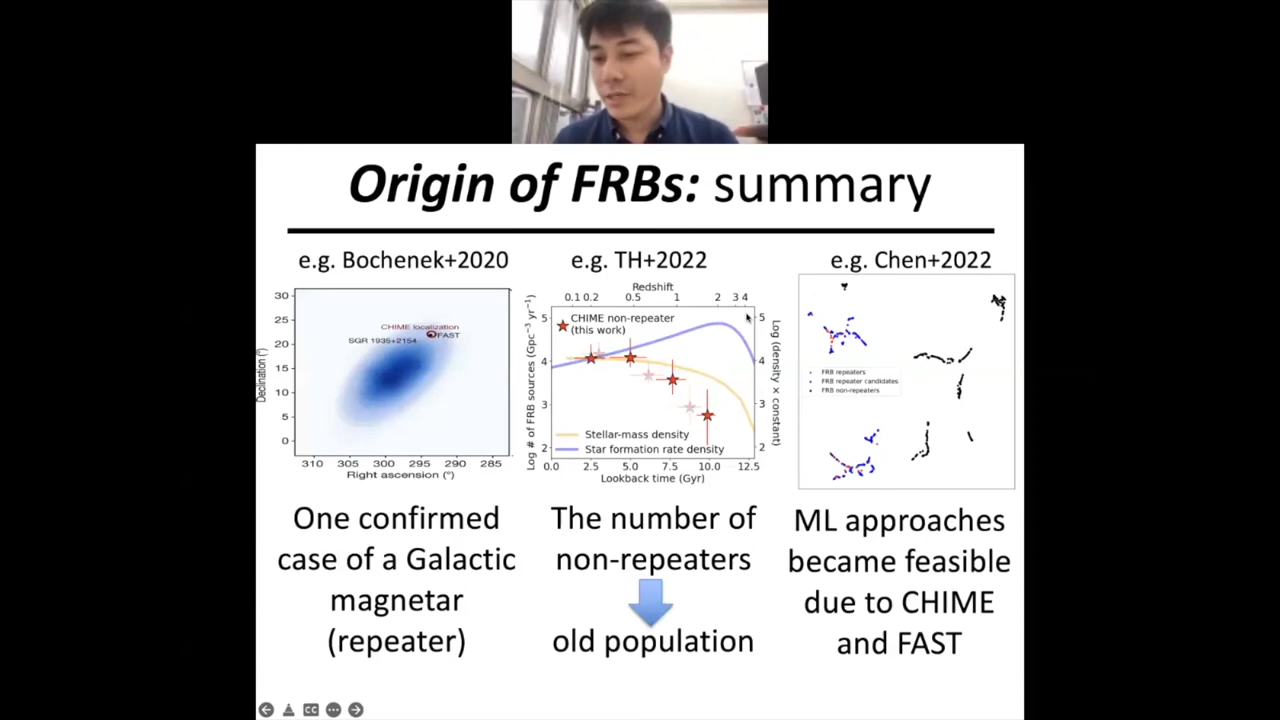 Origin of FRBs: summary
e.g. Bochenek+2020
30
25
20
15
10
5
0
Declination (°)
CHIME localization
FAST
SGR 1935+2154
310 305 300 295 290 285
Right ascension (°)
One confirmed
case of a Galactic
magnetar
(repeater)
e.g. TH+2022
Redshift
0.1 0.2 0.5 1 2 3 4
CHIME non-repeater
(this work)
Log # of FRB sources (Gpc⁻³ yr⁻¹)
5
4
3
2
5
4
3
2
Log (density × constant)
Stellar-mass density
Star formation rate density
0.0 2.5 5.0 7.5 10.0 12.5
Lookback time (Gyr)
The number of
non-repeaters
old population
e.g. Chen+2022
FRB repeaters
FRB repeater candidates
FRB non-repeaters
ML approaches
became feasible
due to CHIME
and FAST
CC